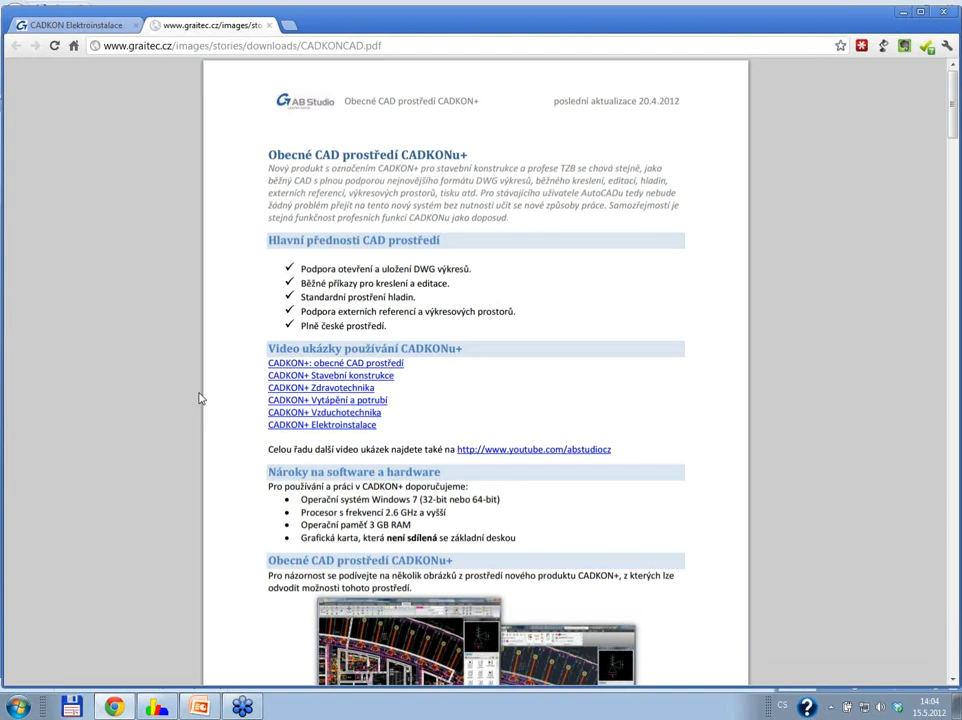 CADKON Elektroinstalace
www.graitec.cz/images/sto
www.graitec.cz/images/stories/downloads/CADKONCAD.pdf
AB Studio
Obecné CAD prostředí CADKON+
poslední aktualizace 20.4.2012
Obecné CAD prostředí CADKONu+
Nový produkt s označením CADKON+ pro stavební konstrukce a profese TZB se chová stejně, jako
běžný CAD s plnou podporou nejnovějšího formátu DWG výkresů, běžného kreslení, editací, hladin,
externích referencí, výkresových prostorů, tisku atd. Pro stávajícího uživatele AutoCADu tedy nebude
žádný problém přejít na tento nový systém bez nutnosti učit se nové způsoby práce. Samozřejmostí je
stejná funkčnost profesních funkcí CADKONu jako doposud.
Hlavní přednosti CAD prostředí
Podpora otevření a uložení DWG výkresů.
Běžné příkazy pro kreslení a editace.
Standardní prostření hladin.
Podpora externích referencí a výkresových prostorů.
Plně české prostředí.
Video ukázky používání CADKONu+
CADKON+: obecné CAD prostředí
CADKON+ Stavební konstrukce
CADKON+ Zdravotechnika
CADKON+ Vytápění a potrubí
CADKON+ Vzduchotechnika
CADKON+ Elektroinstalace
Celou řadu další video ukázek najdete také na http://www.youtube.com/abstudiocz
Nároky na software a hardware
Pro používání a práci v CADKON+ doporučujeme:
Operační systém Windows 7 (32-bit nebo 64-bit)
Procesor s frekvencí 2.6 GHz a vyšší
Operační paměť 3 GB RAM
Grafická karta, která není sdílená se základní deskou
Obecné CAD prostředí CADKONu+
Pro názornost se podívejte na několik obrázků z prostředí nového produktu CADKON+, z kterých lze
odvodit možnosti tohoto prostředí.
CS
14:04
15.5.2012